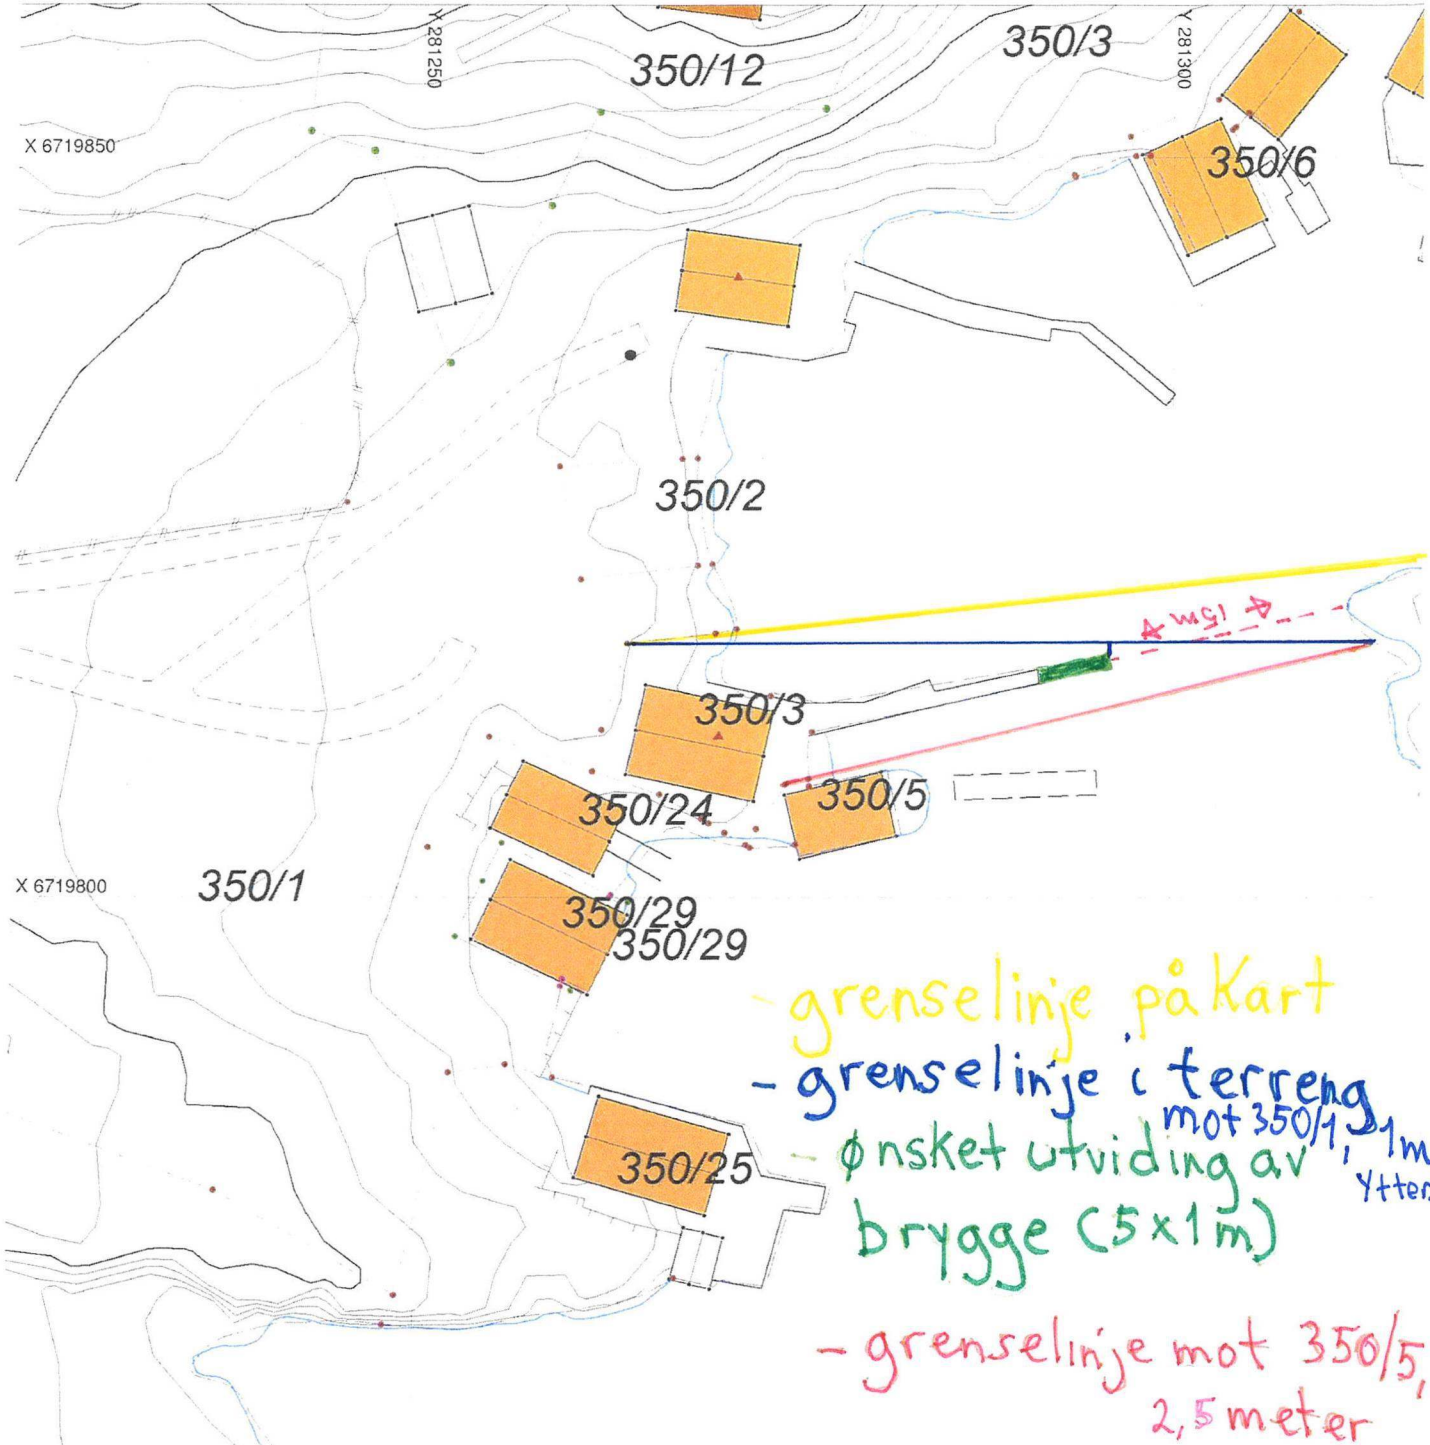 Y 281250
350/12
350/3
Y 281300
X 6719850
350/6
350/2
15m
350/3
350/24
350/5
X 6719800
350/1
350/29
350/29
- grenselinje på Kart
- grenselinje i terreng
mot 350/1, 1m
- ønsket utviding av
brygge (5x1m)
350/25
- grenselinje mot 350/5,
2,5 meter